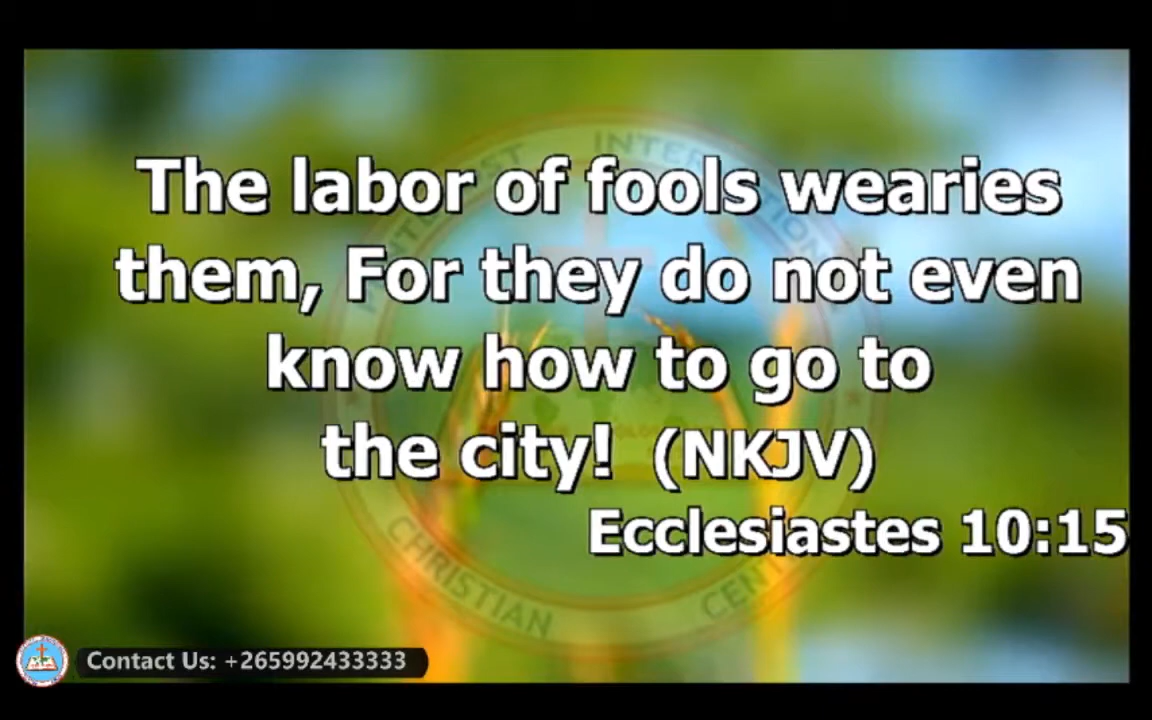 The labor of fools wearies
them, For they do not even
know how to go to
the city! (NKJV)
Ecclesiastes 10:15
CHRISTIAN
Contact Us: +265992433333